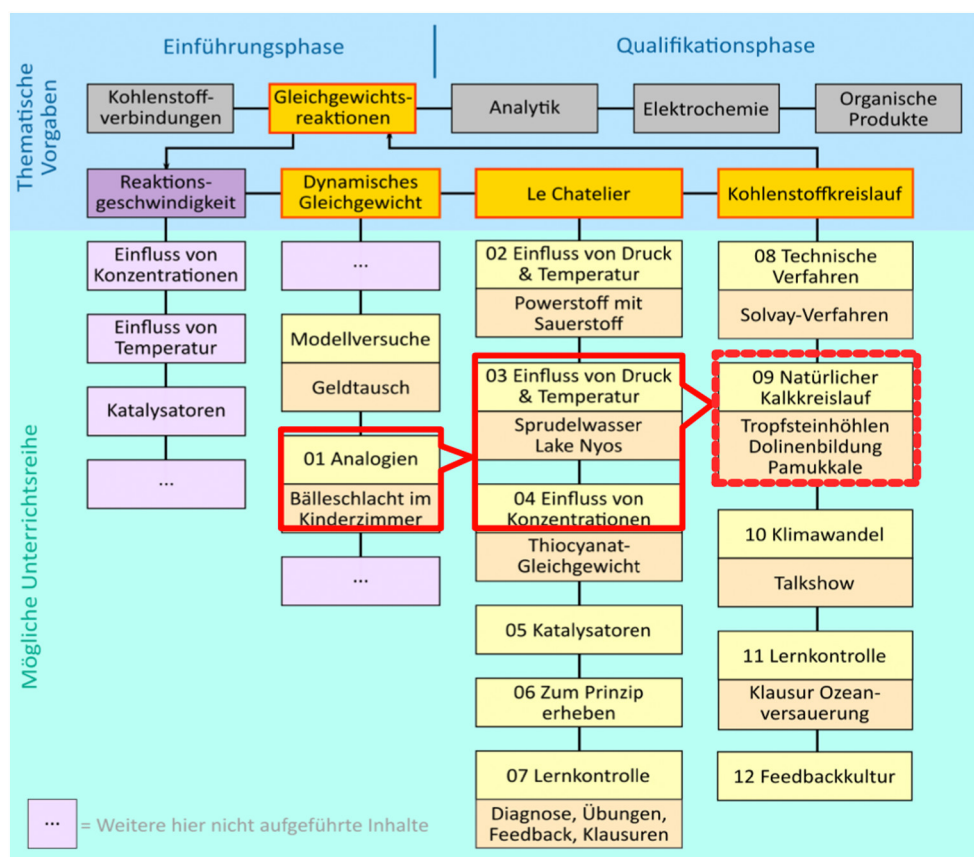 Einführungsphase
Qualifikationsphase
Thematische
Vorgaben
Kohlenstoff-
verbindungen
Gleichgewichts-
reaktionen
Analytik
Elektrochemie
Organische
Produkte
Reaktions-
geschwindigkeit
Dynamisches
Gleichgewicht
Le Chatelier
Kohlenstoffkreislauf
Mögliche Unterrichtsreihe
Einfluss von
Konzentrationen
Einfluss von
Temperatur
Katalysatoren
...
...
Modellversuche
Geldtausch
01 Analogien
Bälleschlacht im
Kinderzimmer
...
02 Einfluss von Druck
& Temperatur
Powerstoff mit
Sauerstoff
03 Einfluss von Druck
& Temperatur
Sprudelwasser
Lake Nyos
04 Einfluss von
Konzentrationen
Thiocyanat-
Gleichgewicht
05 Katalysatoren
06 Zum Prinzip
erheben
07 Lernkontrolle
Diagnose, Übungen,
Feedback, Klausuren
08 Technische
Verfahren
Solvay-Verfahren
09 Natürlicher
Kalkkreislauf
Tropfsteinhöhlen
Dolinenbildung
Pamukkale
10 Klimawandel
Talkshow
11 Lernkontrolle
Klausur Ozean-
versauerung
12 Feedbackkultur
... = Weitere hier nicht aufgeführte Inhalte